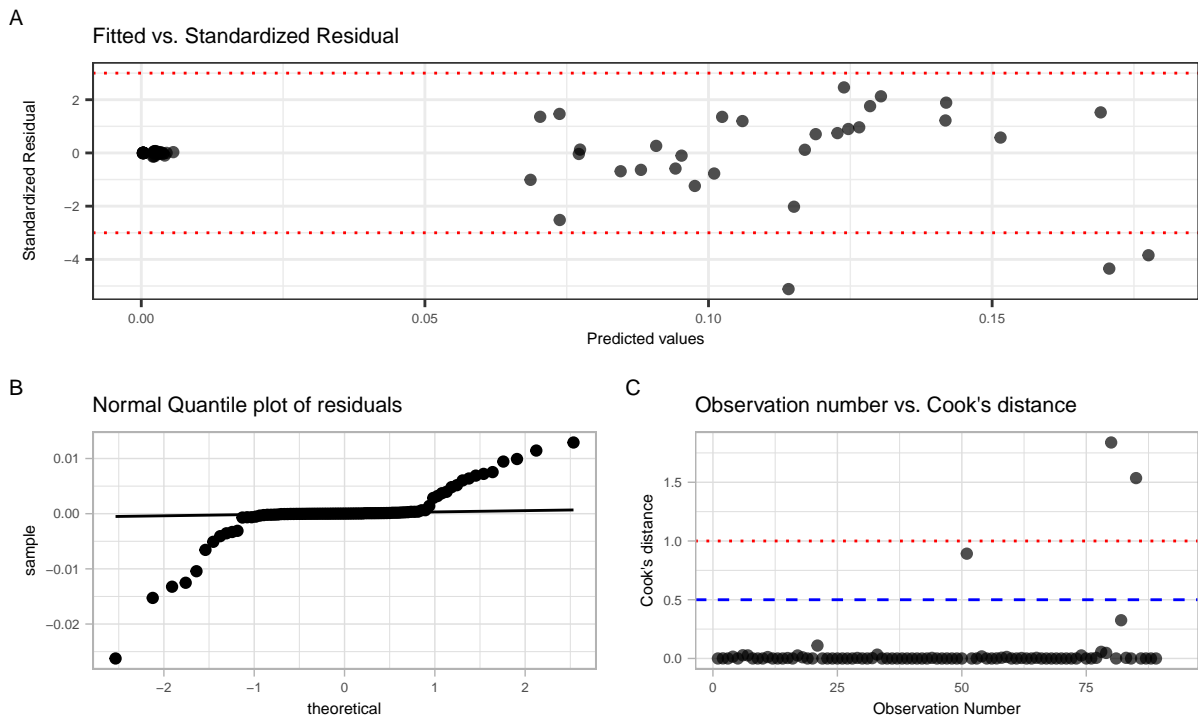 A
Fitted vs. Standardized Residual
Standardized Residual
2
0
−2
−4
0.00 0.05 0.10 0.15
Predicted values
B
Normal Quantile plot of residuals
sample
0.01
0.00
−0.01
−0.02
−2 −1 0 1 2
theoretical
C
Observation number vs. Cook's distance
Cook's distance
1.5
1.0
0.5
0.0
0 25 50 75
Observation Number